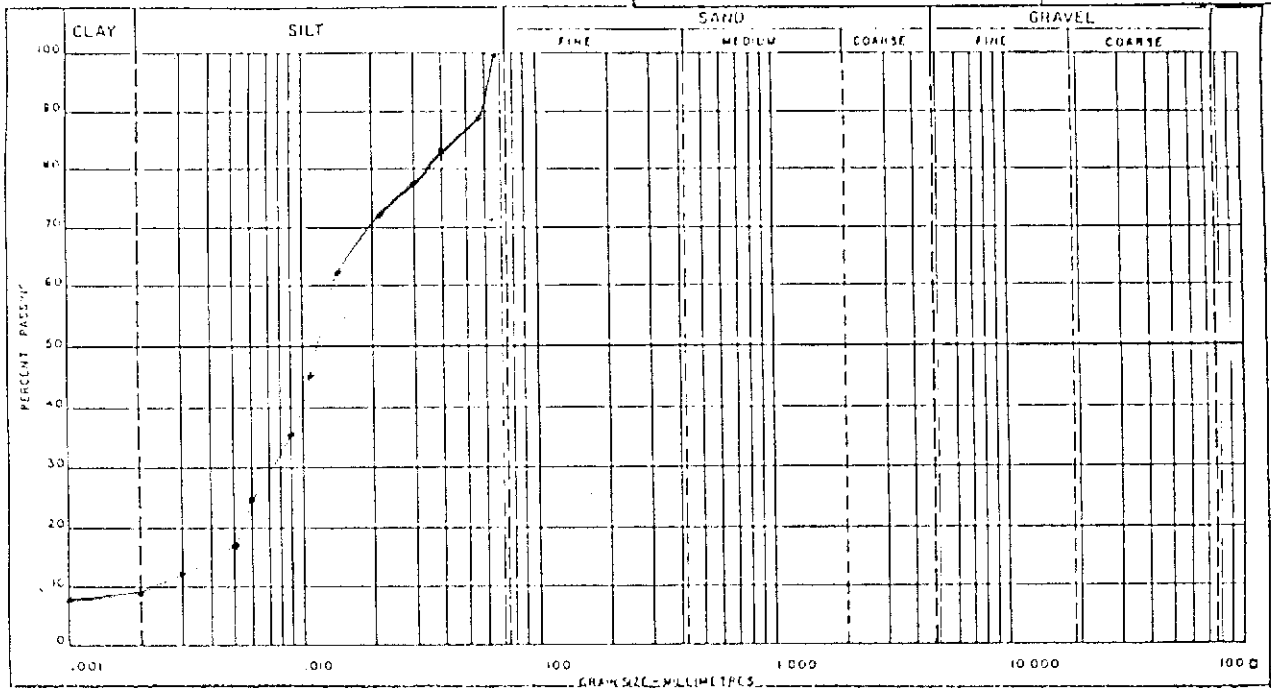 SAND
GRAVEL
CLAY
SILT
FINE
MEDIUM
COARSE
FINE
COARSE
100
90
80
70
60
50
40
30
20
10
0
PERCENT PASSING
.001
.010
.100
1.000
10.000
100.0
GRAIN SIZE - MILLIMETRES